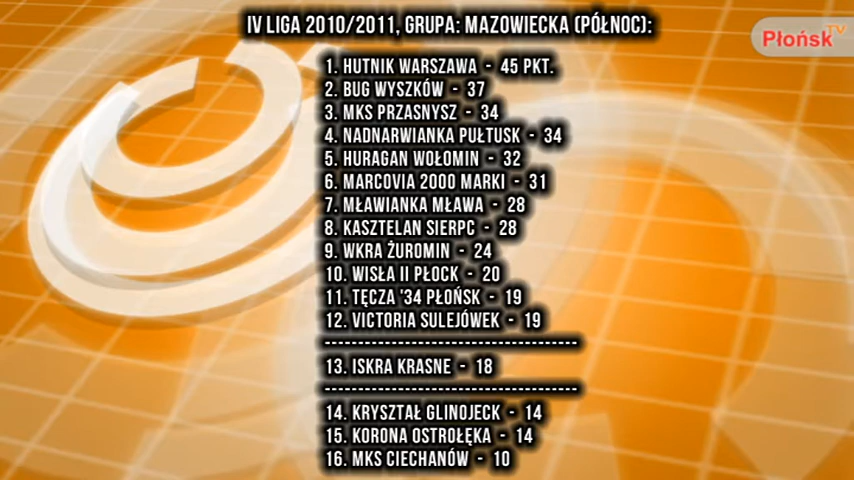 IV LIGA 2010/2011, GRUPA: MAZOWIECKA (PÓŁNOC):
Płońsk TV
1. HUTNIK WARSZAWA - 45 PKT.
2. BUG WYSZKÓW - 37
3. MKS PRZASNYSZ - 34
4. NADNARWIANKA PUŁTUSK - 34
5. HURAGAN WOŁOMIN - 32
6. MARCOVIA 2000 MARKI - 31
7. MŁAWIANKA MŁAWA - 28
8. KASZTELAN SIERPC - 28
9. WKRA ŻUROMIN - 24
10. WISŁA II PŁOCK - 20
11. TĘCZA '34 PŁOŃSK - 19
12. VICTORIA SULEJÓWEK - 19
---------------------------------------
13. ISKRA KRASNE - 18
---------------------------------------
14. KRYSZTAŁ GLINOJECK - 14
15. KORONA OSTROŁĘKA - 14
16. MKS CIECHANÓW - 10